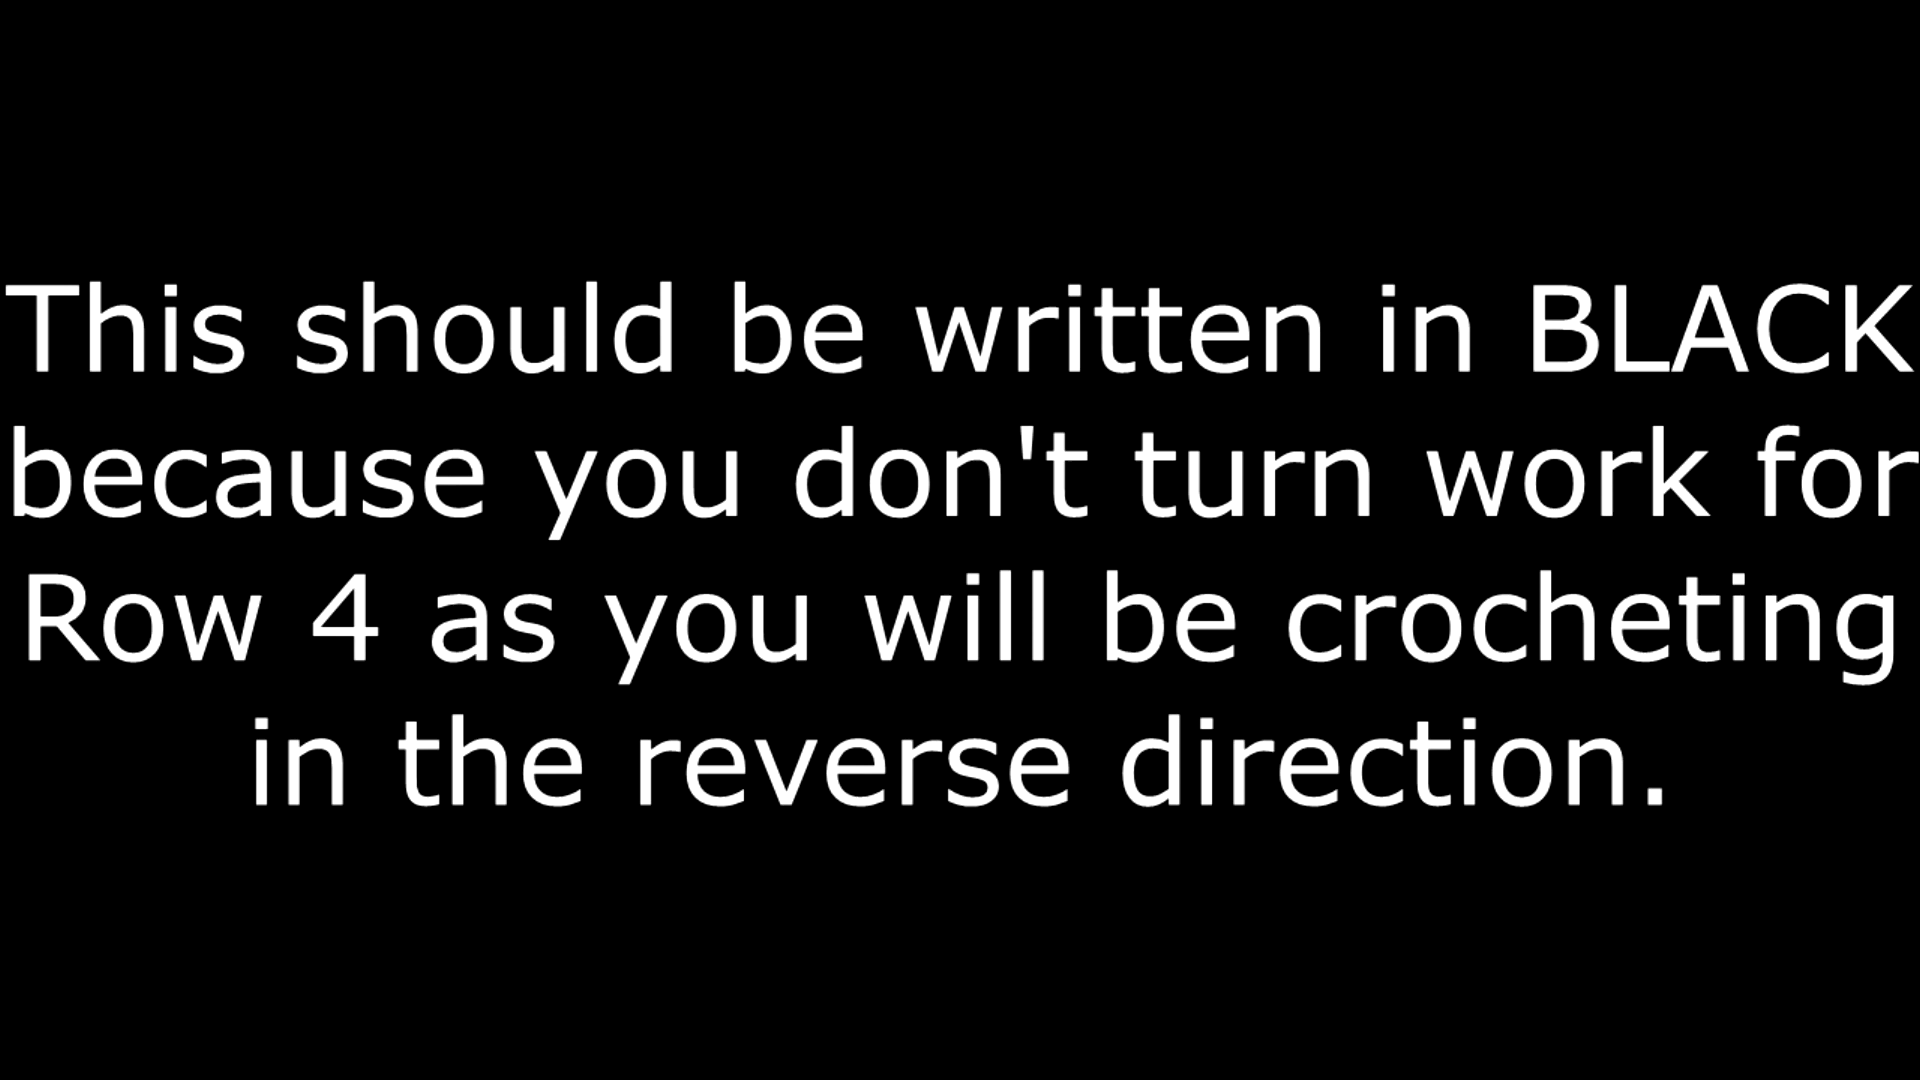 This should be written in BLACK
because you don't turn work for
Row 4 as you will be crocheting
in the reverse direction.